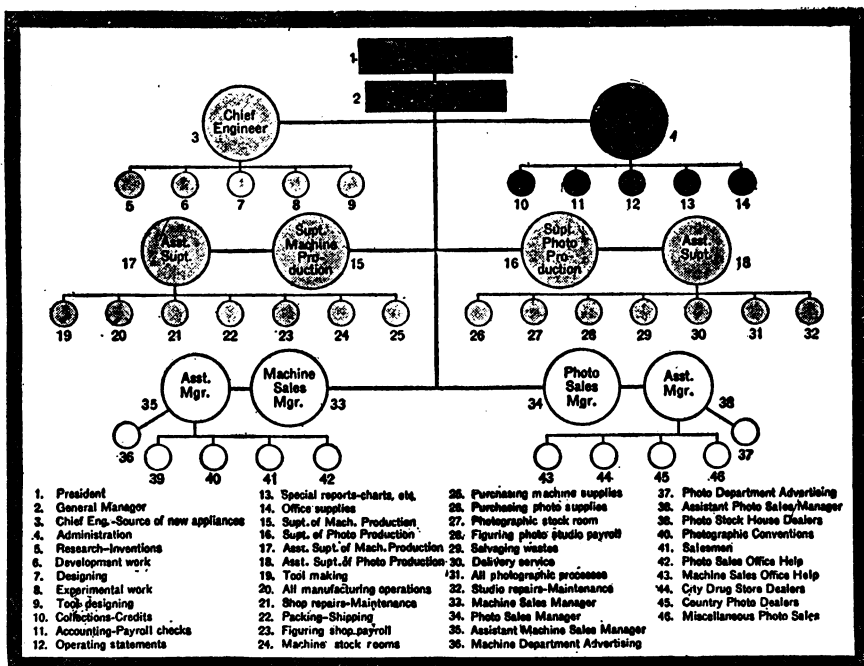 1
2
Chief
Engineer
3
4
5 6 7 8 9
10 11 12 13 14
Asst.
Supt.
17
Supt.
Machine
Pro-
duction
15
Supt.
Photo
Pro-
duction
16
Asst.
Supt.
18
19 20 21 22 23 24 25
26 27 28 29 30 31 32
Asst.
Mgr.
35
Machine
Sales
Mgr.
33
Photo
Sales
Mgr.
34
Asst.
Mgr.
38
36
37
39 40 41 42
43 44 45 46
1. President
2. General Manager
3. Chief Eng.-Source of new appliances
4. Administration
5. Research-Inventions
6. Development work
7. Designing
8. Experimental work
9. Tool designing
10. Collections-Credits
11. Accounting-Payroll checks
12. Operating statements
13. Special reports-charts, etc.
14. Office supplies
15. Supt. of Mach. Production
16. Supt. of Photo Production
17. Asst. Supt. of Mach. Production
18. Asst. Supt. of Photo Production
19. Tool making
20. All manufacturing operations
21. Shop repairs-Maintenance
22. Packing-Shipping
23. Figuring shop payroll
24. Machine stock rooms
25. Purchasing machine supplies
26. Purchasing photo supplies
27. Photographic stock room
28. Figuring photo studio payroll
29. Salvaging wastes
30. Delivery service
31. All photographic processes
32. Studio repairs-Maintenance
33. Machine Sales Manager
34. Photo Sales Manager
35. Assistant Machine Sales Manager
36. Machine Department Advertising
37. Photo Department Advertising
38. Assistant Photo Sales Manager
39. Photo Stock House Dealers
40. Photographic Conventions
41. Salesmen
42. Photo Sales Office Help
43. Machine Sales Office Help
44. City Drug Store Dealers
45. Country Photo Dealers
46. Miscellaneous Photo Sales